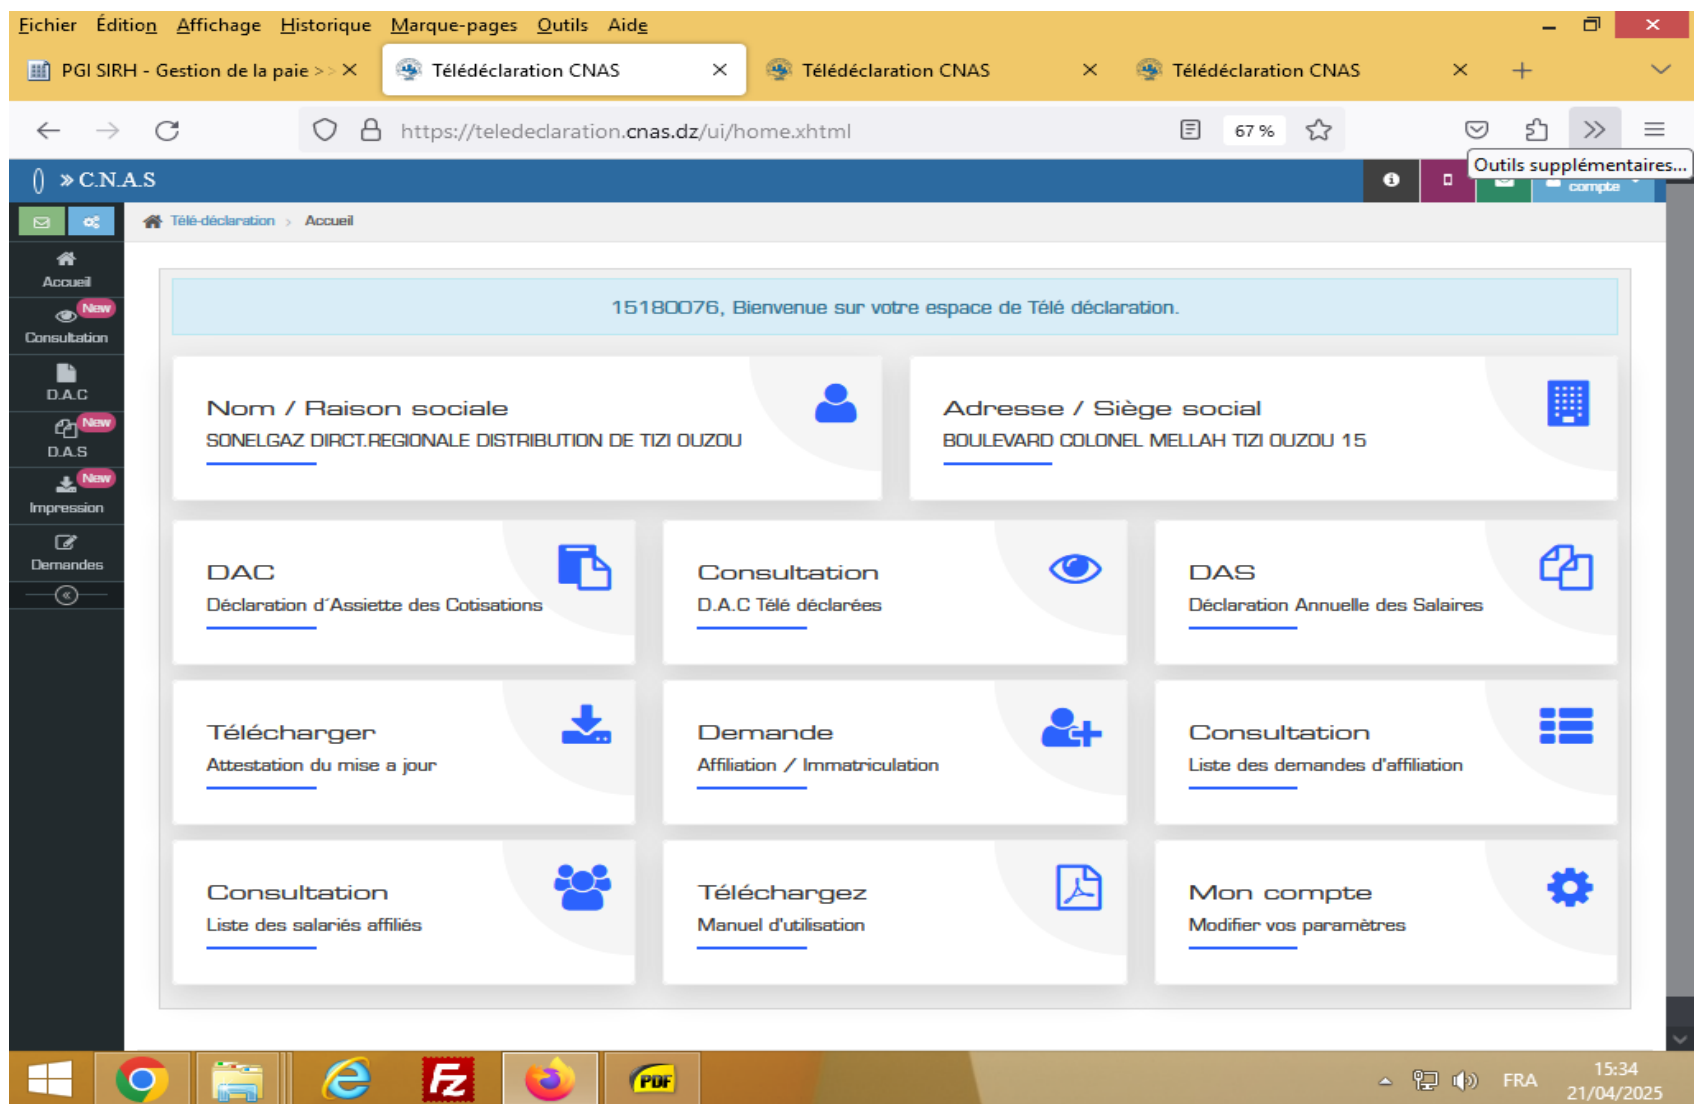 Fichier Édition Affichage Historique Marque-pages Outils Aide
PGI SIRH - Gestion de la paie >> Télédéclaration CNAS Télédéclaration CNAS Télédéclaration CNAS
https://teledeclaration.cnas.dz/ui/home.xhtml 67 %
Outils supplémentaires...
» C.N.A.S
compte
Télé-déclaration > Accueil
Accueil
New
Consultation
D.A.C
New
D.A.S
New
Impression
Demandes
15180076, Bienvenue sur votre espace de Télé déclaration.
Nom / Raison sociale
SONELGAZ DIRCT.REGIONALE DISTRIBUTION DE TIZI OUZOU
Adresse / Siège social
BOULEVARD COLONEL MELLAH TIZI OUZOU 15
DAC
Déclaration d´Assiette des Cotisations
Consultation
D.A.C Télé déclarées
DAS
Déclaration Annuelle des Salaires
Télécharger
Attestation du mise a jour
Demande
Affiliation / Immatriculation
Consultation
Liste des demandes d'affiliation
Consultation
Liste des salariés affiliés
Téléchargez
Manuel d'utilisation
Mon compte
Modifier vos paramètres
Fz
PDF
FRA
15:34
21/04/2025